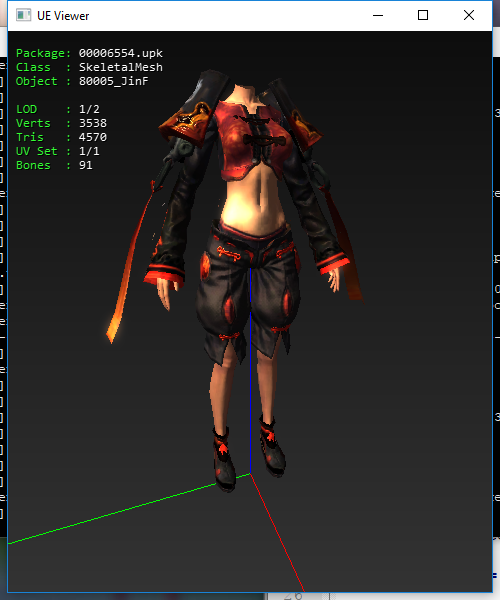 UE Viewer
Package: 00006554.upk
Class : SkeletalMesh
Object : 80005_JinF
LOD : 1/2
Verts : 3538
Tris : 4570
UV Set : 1/1
Bones : 91